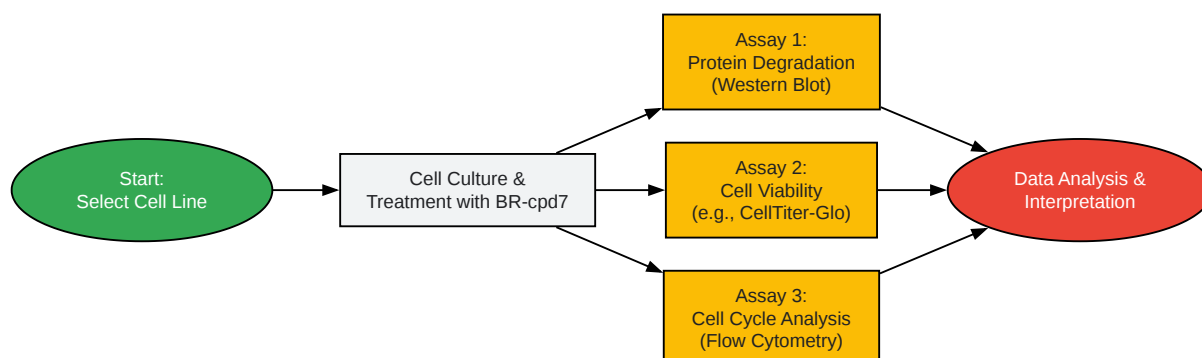 Start:
Select Cell Line
Cell Culture &
Treatment with BR-cpd7
Assay 1:
Protein Degradation
(Western Blot)
Assay 2:
Cell Viability
(e.g., CellTiter-Glo)
Assay 3:
Cell Cycle Analysis
(Flow Cytometry)
Data Analysis &
Interpretation